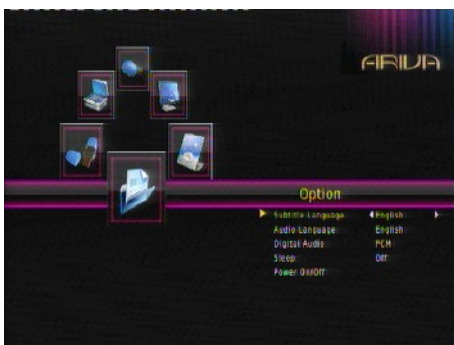 ARIVA
Option
Subtitle Language English
Audio Language English
Digital Audio PCM
Sleep Off
Power On/Off